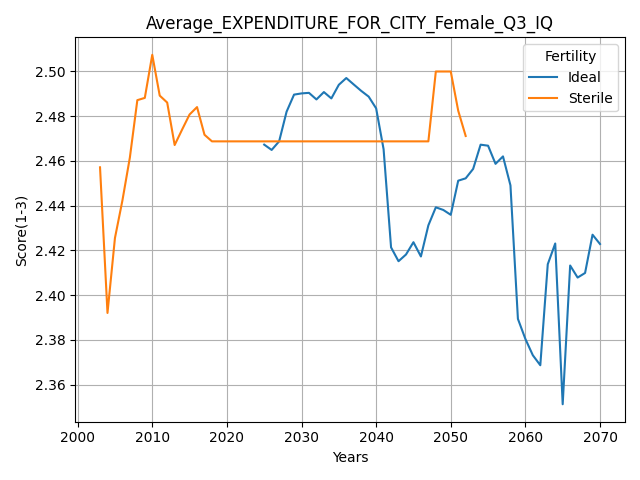 Average_EXPENDITURE_FOR_CITY_Female_Q3_IQ
Fertility
Ideal
Sterile
Score(1-3)
2.50
2.48
2.46
2.44
2.42
2.40
2.38
2.36
2000 2010 2020 2030 2040 2050 2060 2070
Years